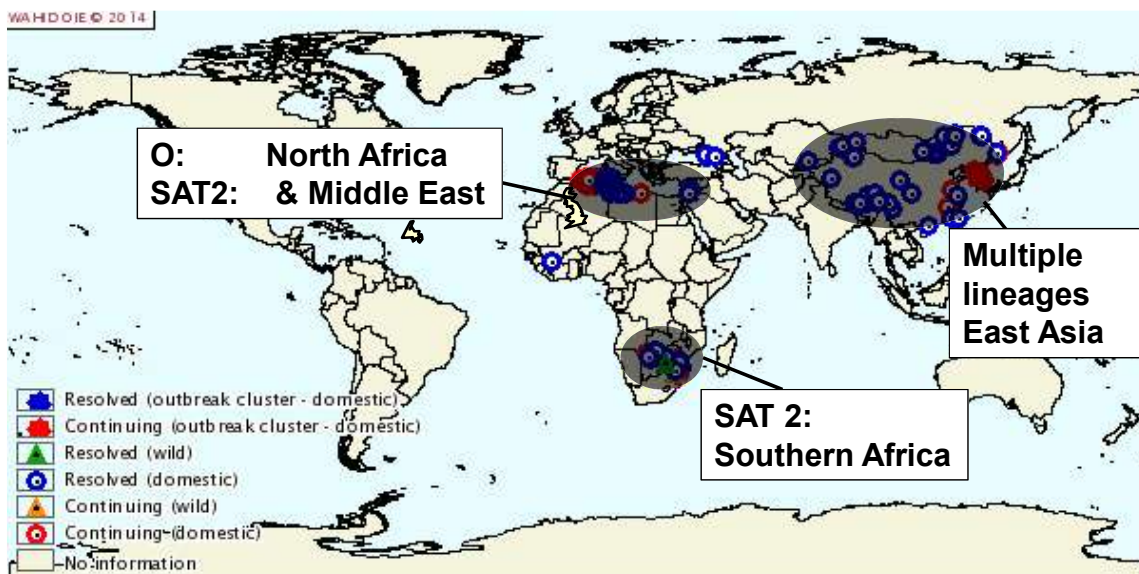 WAHID OIE © 2014
O: North Africa
SAT2: & Middle East
Multiple
lineages
East Asia
SAT 2:
Southern Africa
Resolved (outbreak cluster - domestic)
Continuing (outbreak cluster - domestic)
Resolved (wild)
Resolved (domestic)
Continuing (wild)
Continuing (domestic)
No information